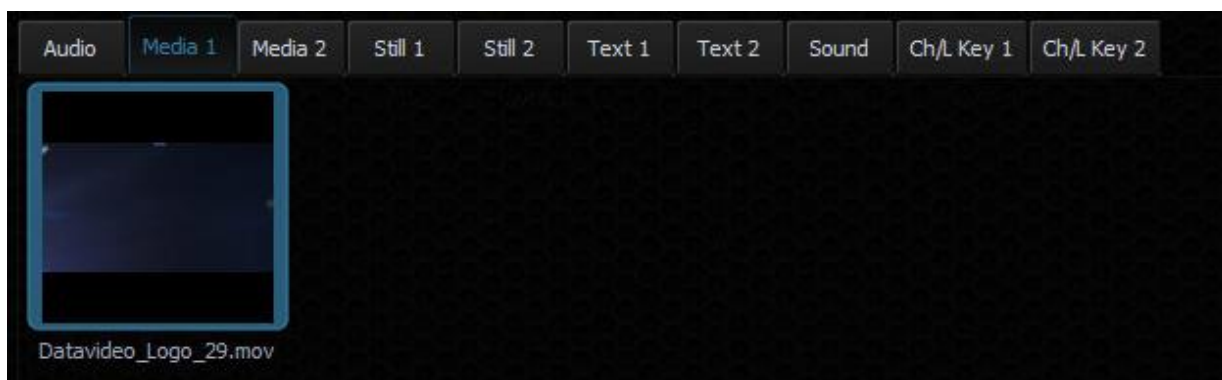 Audio Media 1 Media 2 Still 1 Still 2 Text 1 Text 2 Sound Ch/L Key 1 Ch/L Key 2
Datavideo_Logo_29.mov